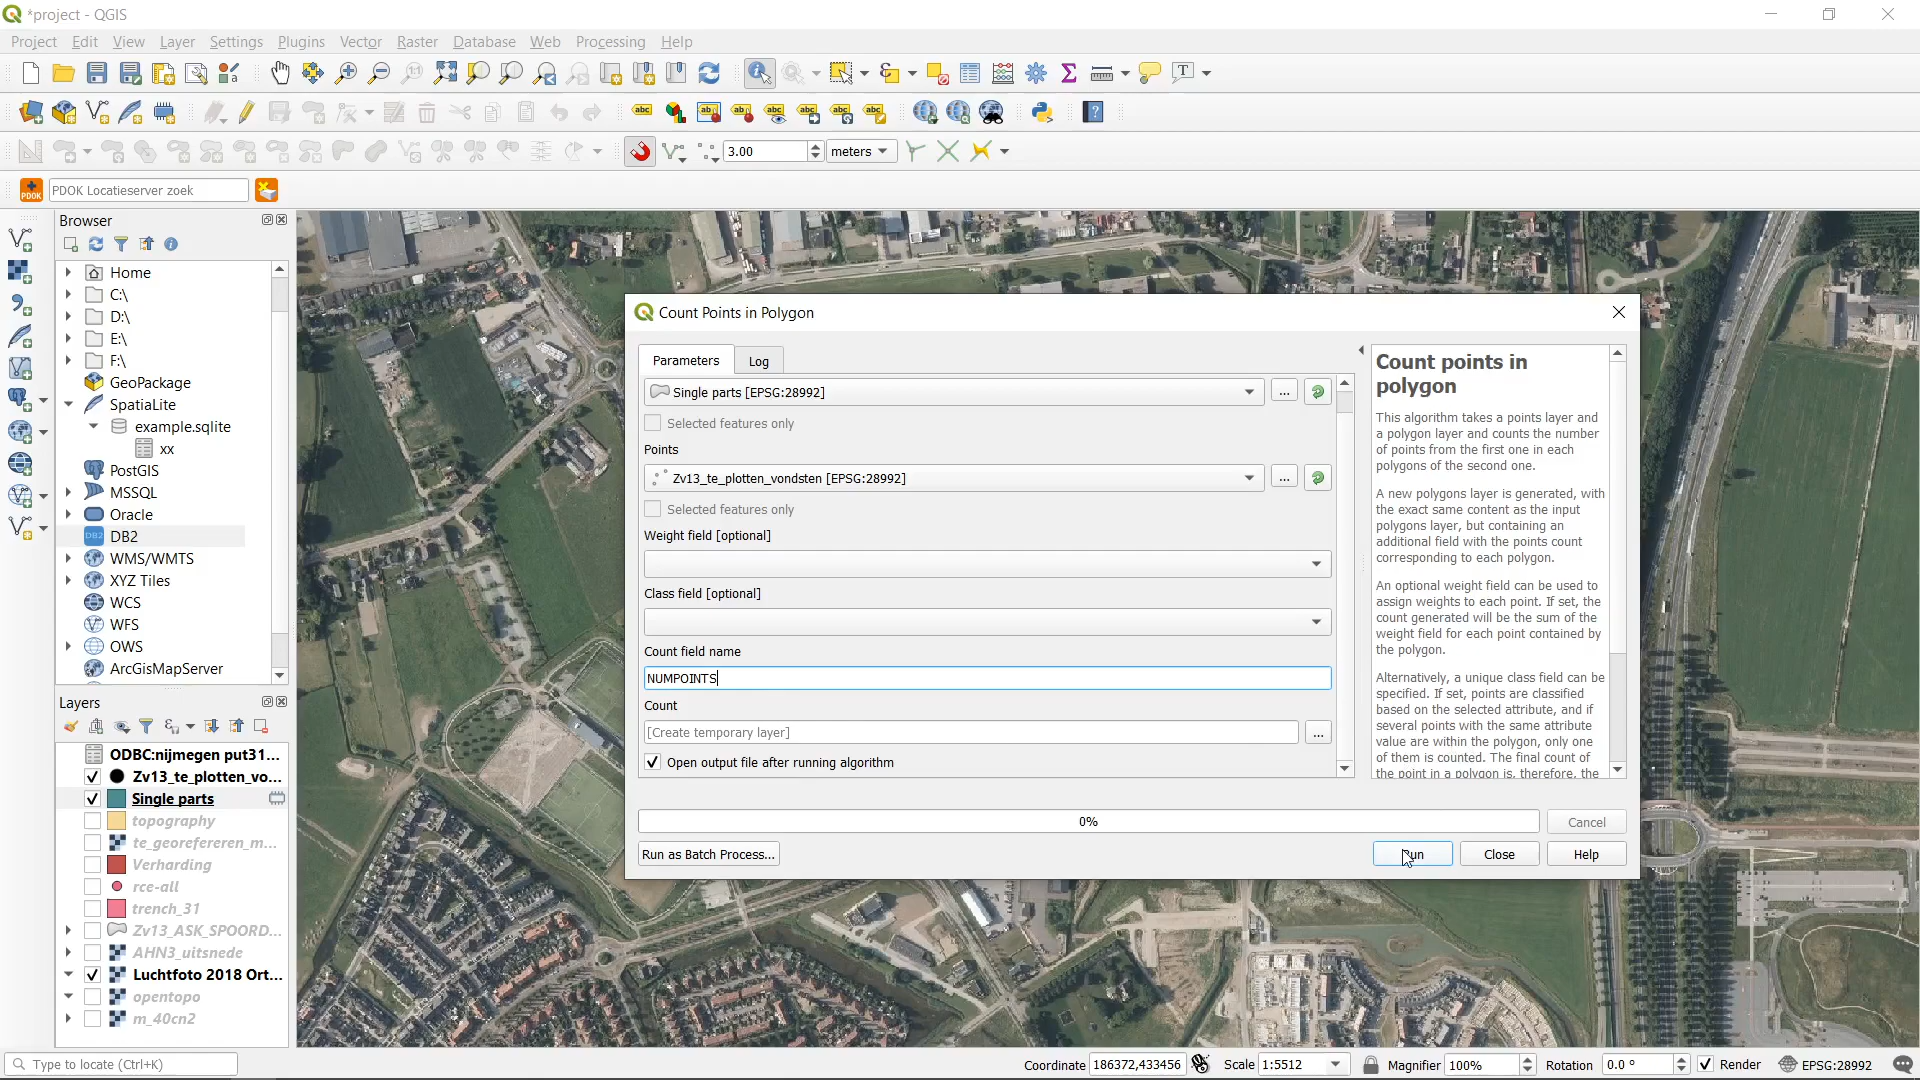 *project - QGIS
Project Edit View Layer Settings Plugins Vector Raster Database Web Processing Help
3.00 meters
PDOK PDOK Locatieserver zoek
Browser
Home
C:\
D:\
E:\
F:\
GeoPackage
SpatiaLite
example.sqlite
xx
PostGIS
MSSQL
Oracle
DB2 DB2
WMS/WMTS
XYZ Tiles
WCS
WFS
OWS
ArcGisMapServer
Layers
ODBC:nijmegen put31...
Zv13_te_plotten_vo...
Single parts
topography
te_georefereren_m...
Verharding
rce-all
trench_31
Zv13_ASK_SPOORD...
AHN3_uitsnede
Luchtfoto 2018 Ort...
opentopo
m_40cn2
Count Points in Polygon
Parameters Log
Single parts [EPSG:28992]
...
Selected features only
Points
Zv13_te_plotten_vondsten [EPSG:28992]
...
Selected features only
Weight field [optional]
Class field [optional]
Count field name
NUMPOINTS
Count
[Create temporary layer]
...
Open output file after running algorithm
Count points in
polygon
This algorithm takes a points layer and
a polygon layer and counts the number
of points from the first one in each
polygons of the second one.
A new polygons layer is generated, with
the exact same content as the input
polygons layer, but containing an
additional field with the points count
corresponding to each polygon.
An optional weight field can be used to
assign weights to each point. If set, the
count generated will be the sum of the
weight field for each point contained by
the polygon.
Alternatively, a unique class field can be
specified. If set, points are classified
based on the selected attribute, and if
several points with the same attribute
value are within the polygon, only one
of them is counted. The final count of
the point in a polygon is, therefore, the
0% Cancel
Run as Batch Process... Run Close Help
Type to locate (Ctrl+K) Coordinate 186372,433456 Scale 1:5512 Magnifier 100% Rotation 0.0 ° Render EPSG:28992